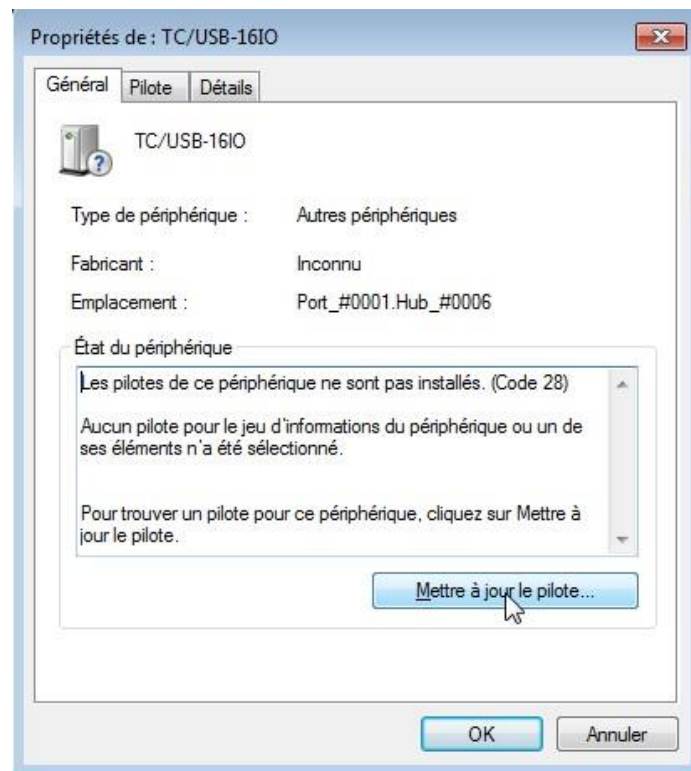 Propriétés de : TC/USB-16IO
Général Pilote Détails
TC/USB-16IO
Type de périphérique : Autres périphériques
Fabricant : Inconnu
Emplacement : Port_#0001.Hub_#0006
État du périphérique
Les pilotes de ce périphérique ne sont pas installés. (Code 28)
Aucun pilote pour le jeu d'informations du périphérique ou un de
ses éléments n'a été sélectionné.
Pour trouver un pilote pour ce périphérique, cliquez sur Mettre à
jour le pilote.
Mettre à jour le pilote...
OK Annuler